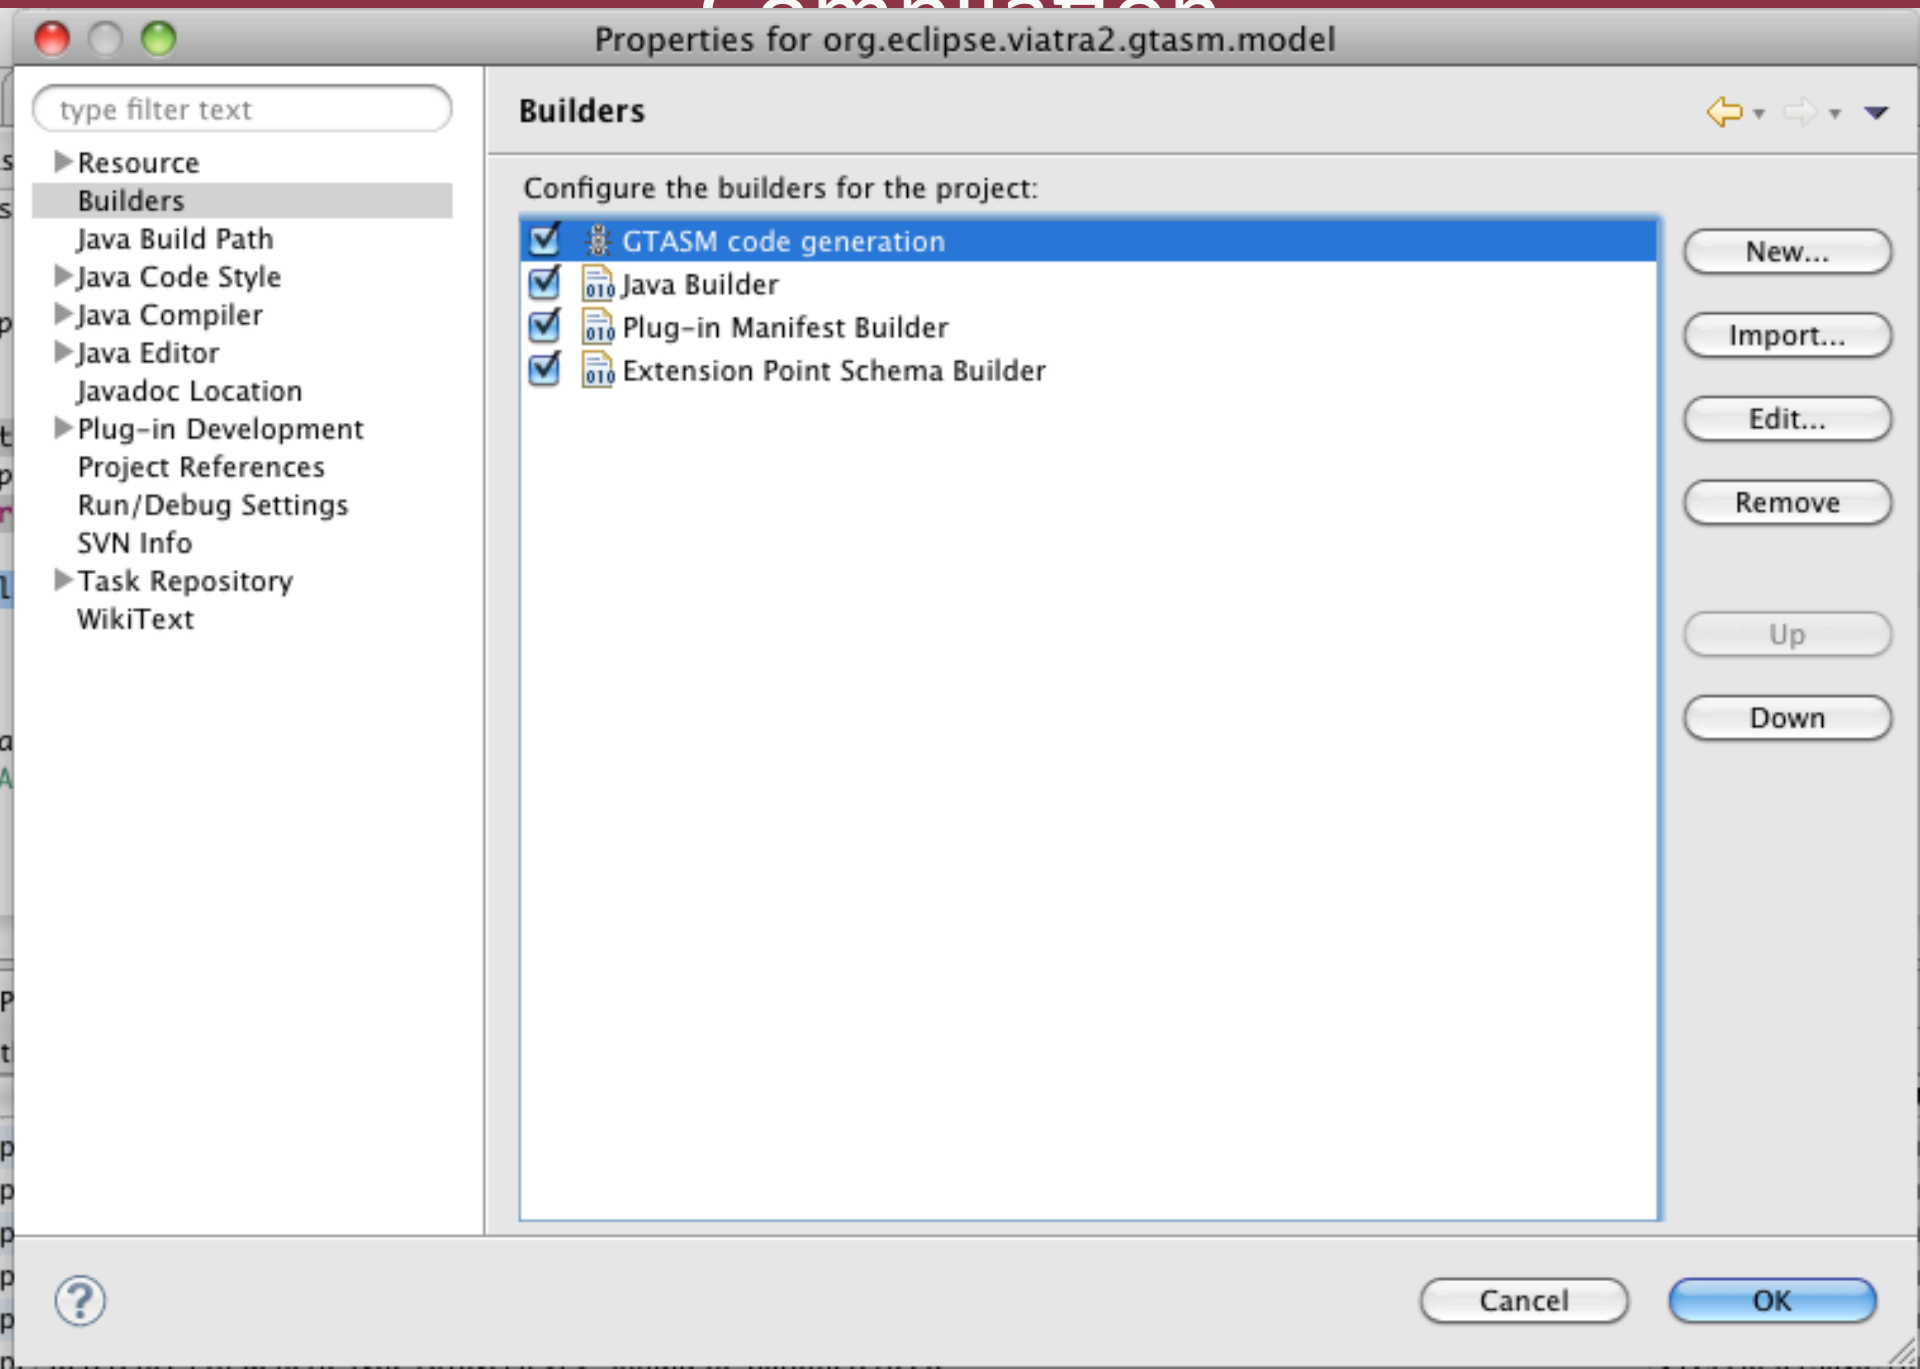 Compilation
Properties for org.eclipse.viatra2.gtasm.model
type filter text
Resource
Builders
Java Build Path
Java Code Style
Java Compiler
Java Editor
Javadoc Location
Plug-in Development
Project References
Run/Debug Settings
SVN Info
Task Repository
WikiText
Builders
Configure the builders for the project:
GTASM code generation
Java Builder
Plug-in Manifest Builder
Extension Point Schema Builder
New...
Import...
Edit...
Remove
Up
Down
?
Cancel
OK